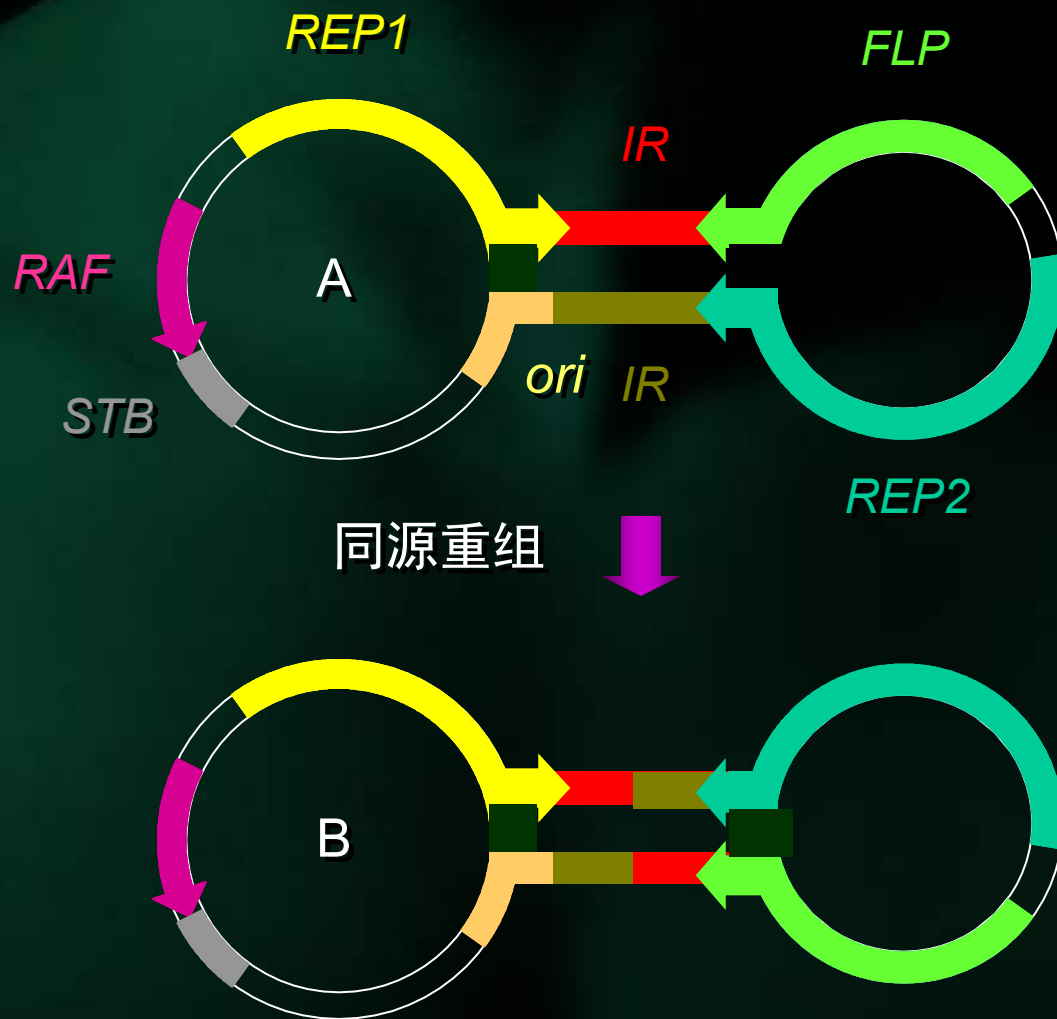 REP1
FLP
IR
RAF
A
ori
IR
STB
REP2
同源重组
B